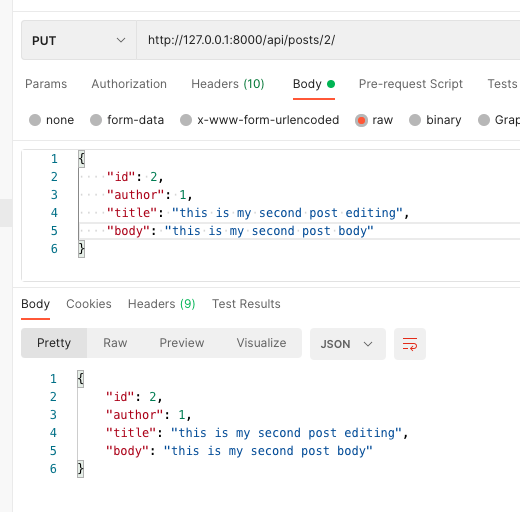 PUT http://127.0.0.1:8000/api/posts/2/
Params Authorization Headers (10) Body Pre-request Script Tests
none form-data x-www-form-urlencoded raw binary Grap
1 {
2 "id": 2,
3 "author": 1,
4 "title": "this is my second post editing",
5 "body": "this is my second post body"
6 }
Body Cookies Headers (9) Test Results
Pretty Raw Preview Visualize JSON
1 {
2 "id": 2,
3 "author": 1,
4 "title": "this is my second post editing",
5 "body": "this is my second post body"
6 }